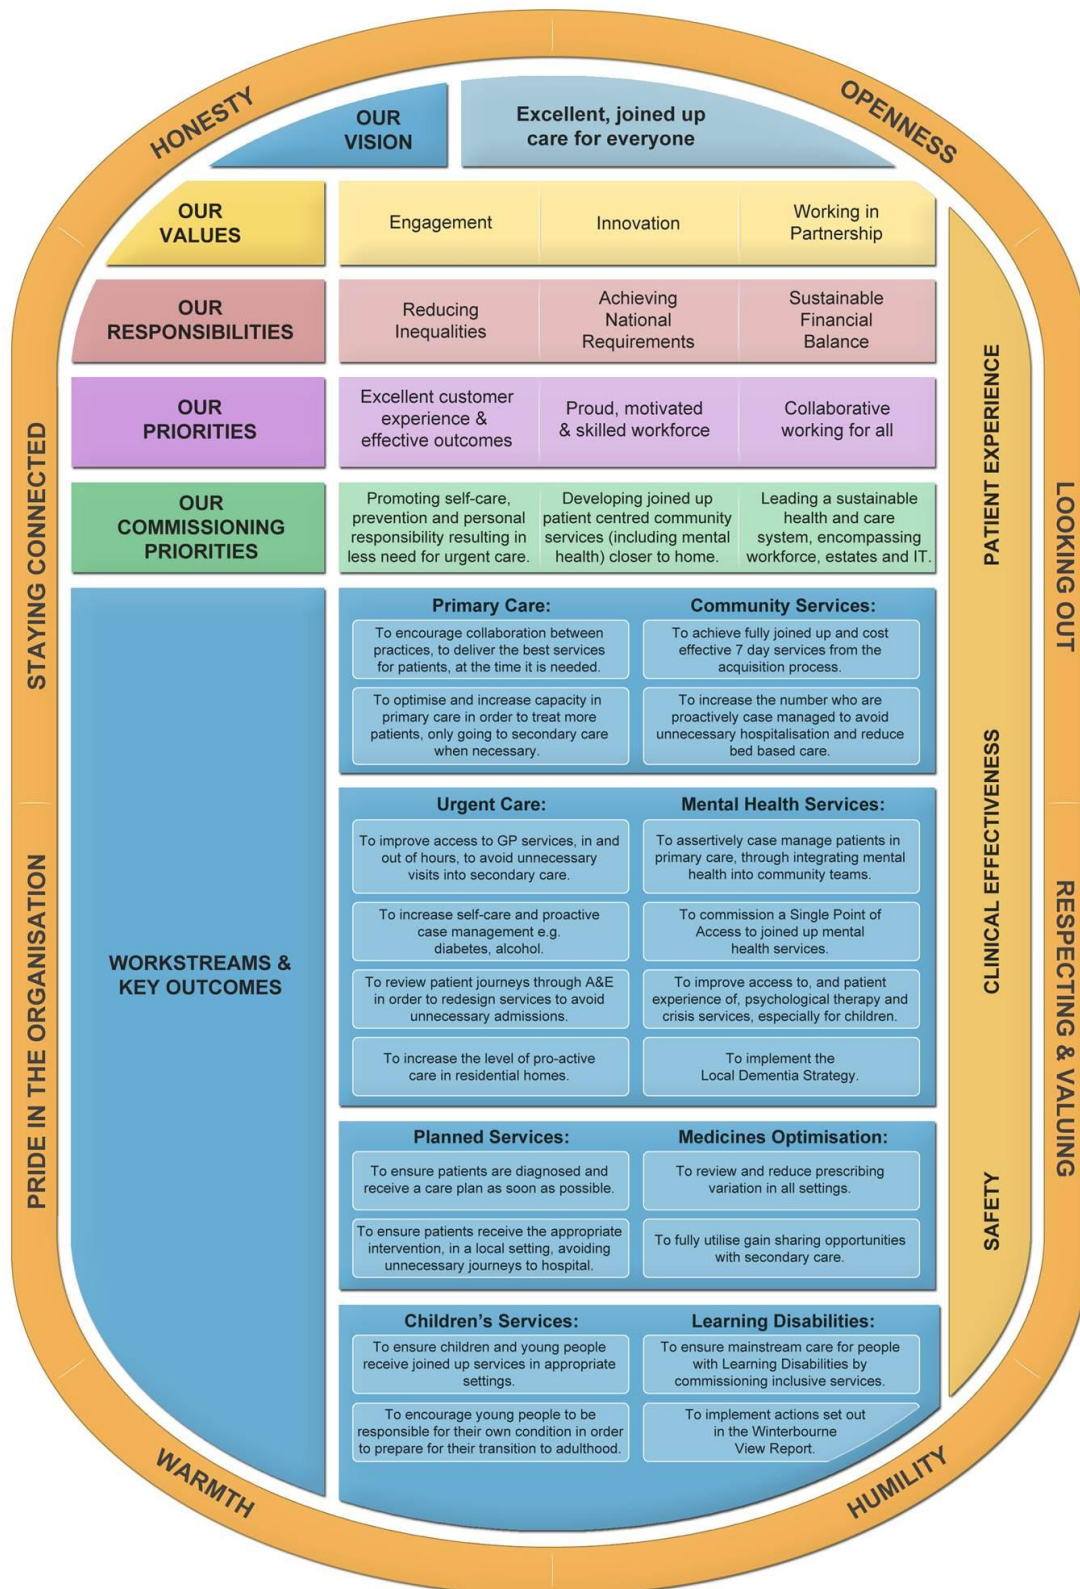 HONESTY
OPENNESS
OUR
VISION
Excellent, joined up
care for everyone
OUR
VALUES
Engagement
Innovation
Working in
Partnership
OUR
RESPONSIBILITIES
Reducing
Inequalities
Achieving
National
Requirements
Sustainable
Financial
Balance
OUR
PRIORITIES
Excellent customer
experience &
effective outcomes
Proud, motivated
& skilled workforce
Collaborative
working for all
OUR
COMMISSIONING
PRIORITIES
Promoting self-care,
prevention and personal
responsibility resulting in
less need for urgent care.
Developing joined up
patient centred community
services (including mental
health) closer to home.
Leading a sustainable
health and care
system, encompassing
workforce, estates and IT.
WORKSTREAMS &
KEY OUTCOMES
Primary Care:
To encourage collaboration between
practices, to deliver the best services
for patients, at the time it is needed.
To optimise and increase capacity in
primary care in order to treat more
patients, only going to secondary care
when necessary.
Community Services:
To achieve fully joined up and cost
effective 7 day services from the
acquisition process.
To increase the number who are
proactively case managed to avoid
unnecessary hospitalisation and reduce
bed based care.
Urgent Care:
To improve access to GP services, in and
out of hours, to avoid unnecessary
visits into secondary care.
To increase self-care and proactive
case management e.g.
diabetes, alcohol.
To review patient journeys through A&E
in order to redesign services to avoid
unnecessary admissions.
To increase the level of pro-active
care in residential homes.
Mental Health Services:
To assertively case manage patients in
primary care, through integrating mental
health into community teams.
To commission a Single Point of
Access to joined up mental
health services.
To improve access to, and patient
experience of, psychological therapy and
crisis services, especially for children.
To implement the
Local Dementia Strategy.
Planned Services:
To ensure patients are diagnosed and
receive a care plan as soon as possible.
To ensure patients receive the appropriate
intervention, in a local setting, avoiding
unnecessary journeys to hospital.
Medicines Optimisation:
To review and reduce prescribing
variation in all settings.
To fully utilise gain sharing opportunities
with secondary care.
Children's Services:
To ensure children and young people
receive joined up services in appropriate
settings.
To encourage young people to be
responsible for their own condition in order
to prepare for their transition to adulthood.
Learning Disabilities:
To ensure mainstream care for people
with Learning Disabilities by
commissioning inclusive services.
To implement actions set out
in the Winterbourne
View Report.
PATIENT EXPERIENCE
CLINICAL EFFECTIVENESS
SAFETY
STAYING CONNECTED
PRIDE IN THE ORGANISATION
LOOKING OUT
RESPECTING & VALUING
WARMTH
HUMILITY